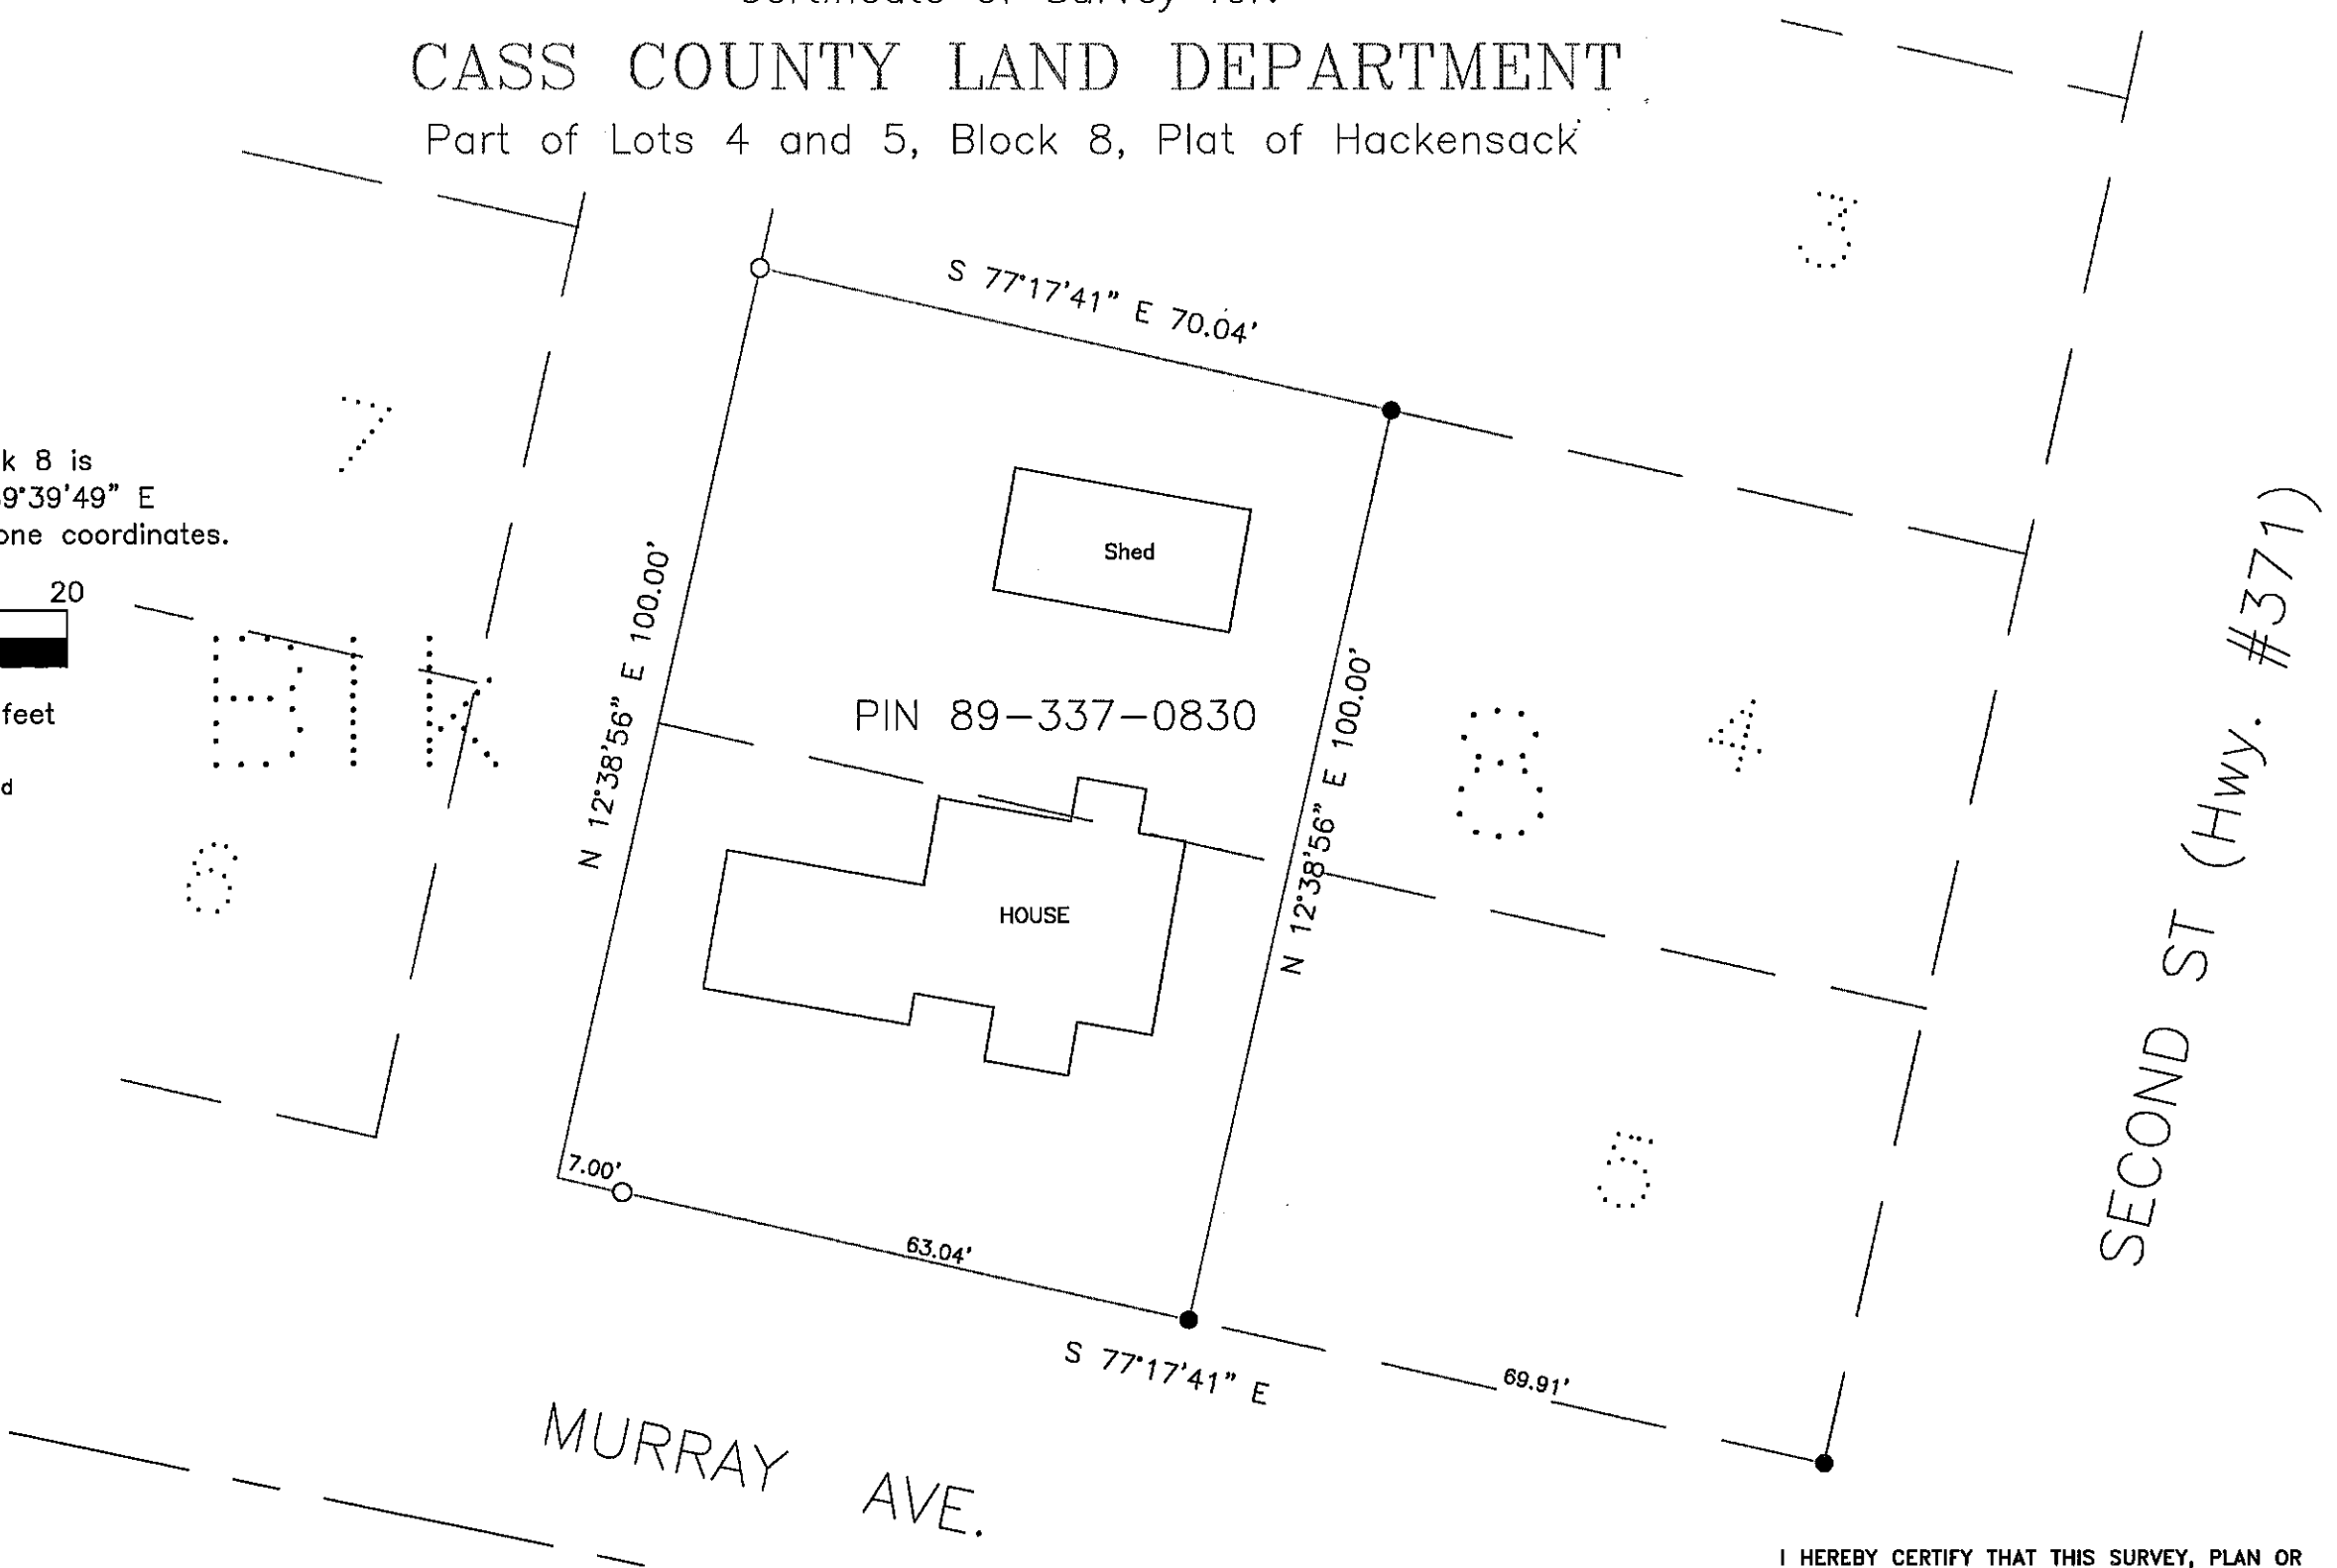 CASS COUNTY LAND DEPARTMENT
Part of Lots 4 and 5, Block 8, Plat of Hackensack
3
S 77°17'41" E 70.04'
7
k 8 is
9°39'49" E
one coordinates.
20
feet
d
Blk
8
N 12°38'56" E 100.00'
Shed
PIN 89-337-0830
N 12°38'56" E 100.00'
8
4
HOUSE
5
SECOND ST (Hwy. #371)
7.00'
63.04'
S 77°17'41" E
69.91'
MURRAY AVE.
I HEREBY CERTIFY THAT THIS SURVEY, PLAN OR